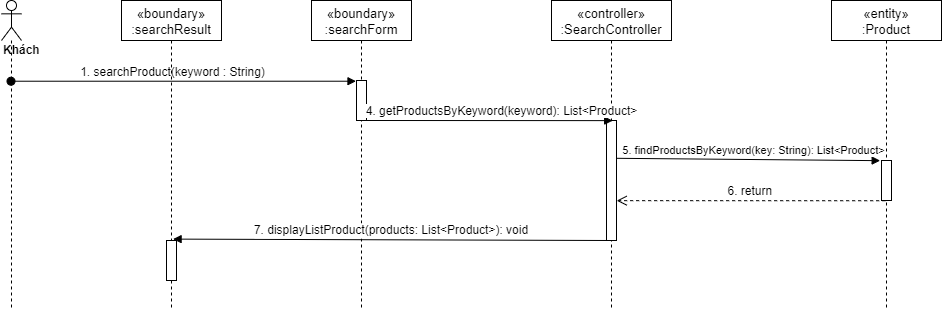 «boundary»
:searchResult
«boundary»
:searchForm
«controller»
:SearchController
«entity»
:Product
Khách
1. searchProduct(keyword : String)
4. getProductsByKeyword(keyword): List<Product>
5. findProductsByKeyword(key: String): List<Product>
6. return
7. displayListProduct(products: List<Product>): void